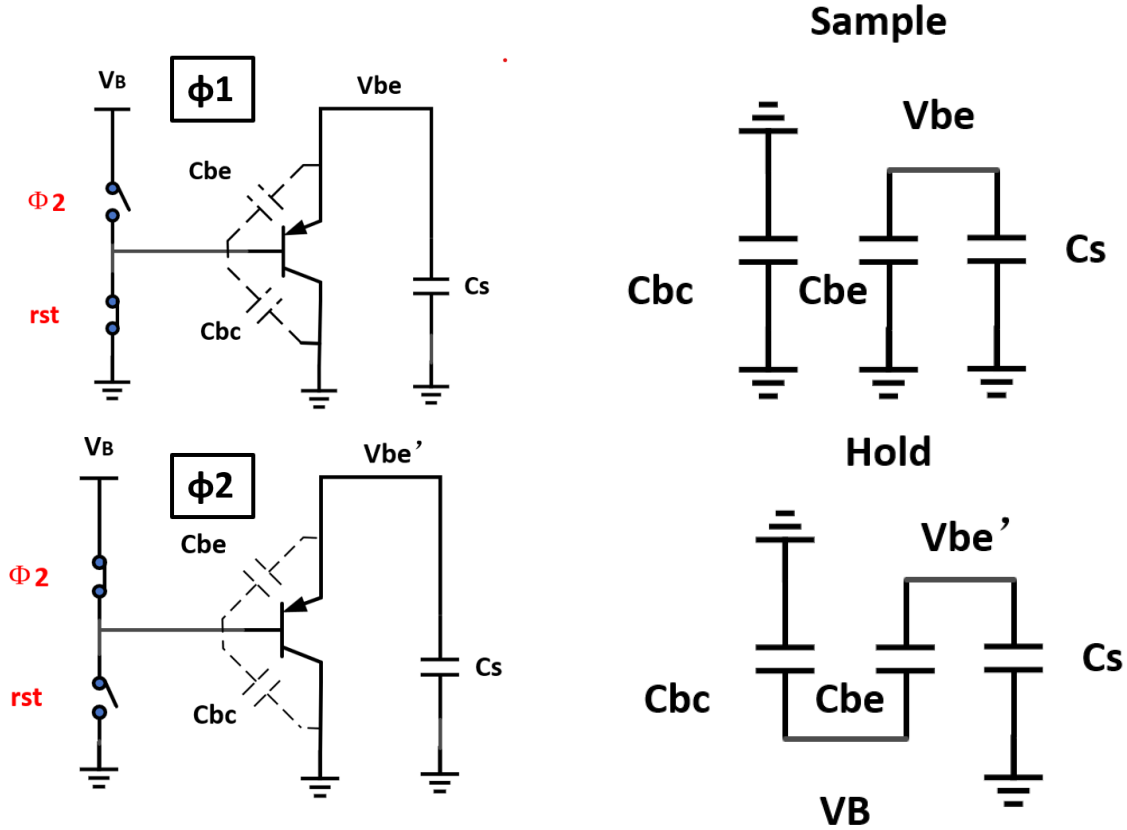 Sample
VB
ϕ1
Vbe
Cbe
Φ2
rst
Cbc
Cs
Vbe
Cbc
Cbe
Cs
VB
ϕ2
Vbe’
Cbe
Φ2
rst
Cbc
Cs
Hold
Vbe’
Cbc
Cbe
Cs
VB